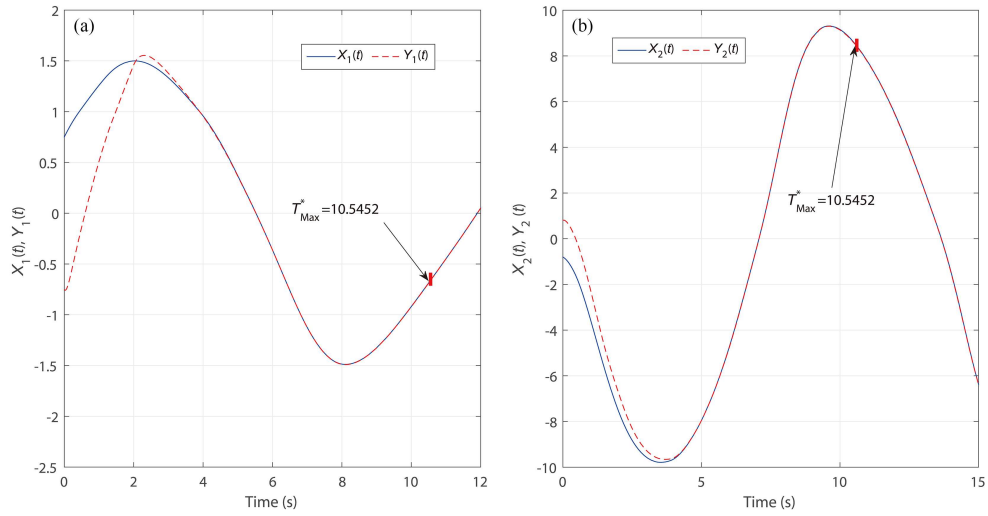 (a)
X1(t) Y1(t)
1.5
1
0.5
0
-0.5
-1
-1.5
-2
-2.5
X1(t), Y1(t)
T*Max=10.5452
0 2 4 6 8 10 12
Time (s)
(b)
X2(t) Y2(t)
10
8
6
4
2
0
-2
-4
-6
-8
-10
X2(t), Y2 (t)
T*Max=10.5452
0 5 10 15
Time (s)